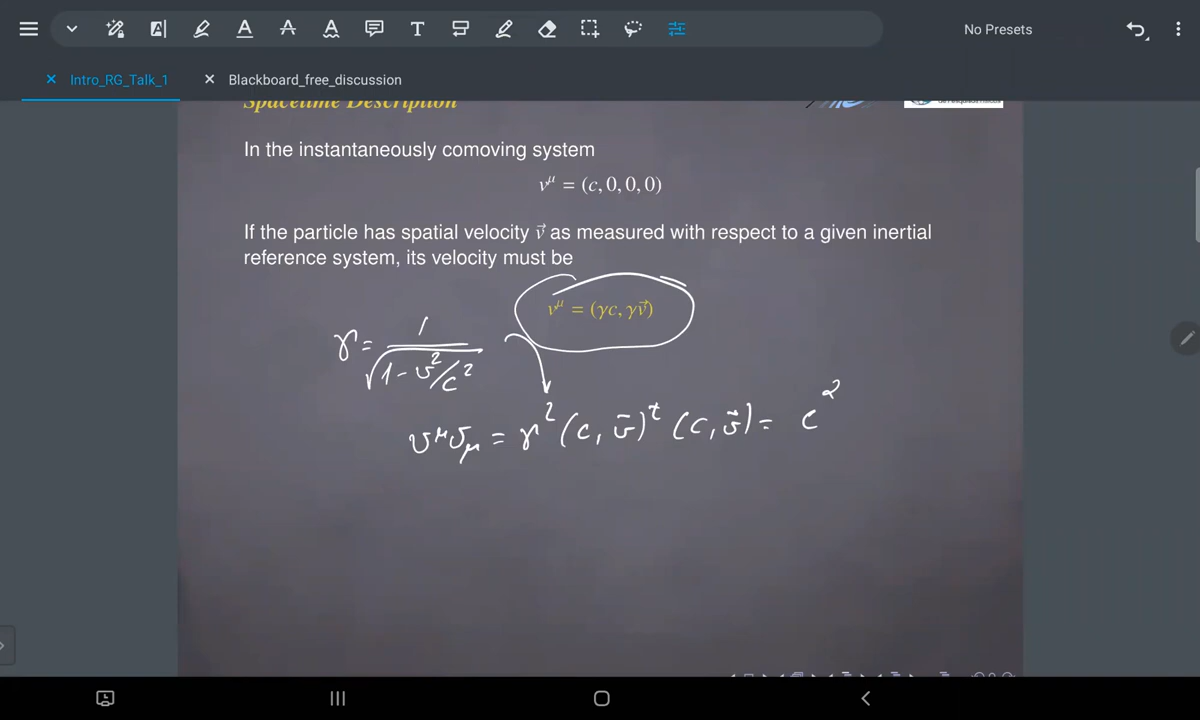 No Presets
Intro_RG_Talk_1
Blackboard_free_discussion
Spacetime Description
In the instantaneously comoving system
v^μ = (c, 0, 0, 0)
If the particle has spatial velocity v⃗ as measured with respect to a given inertial
reference system, its velocity must be
v^μ = (γc, γv⃗)
γ = 1/√(1 - v²/c²)
v^μ v_μ = γ² (c, v⃗)^t (c, v⃗) = c²